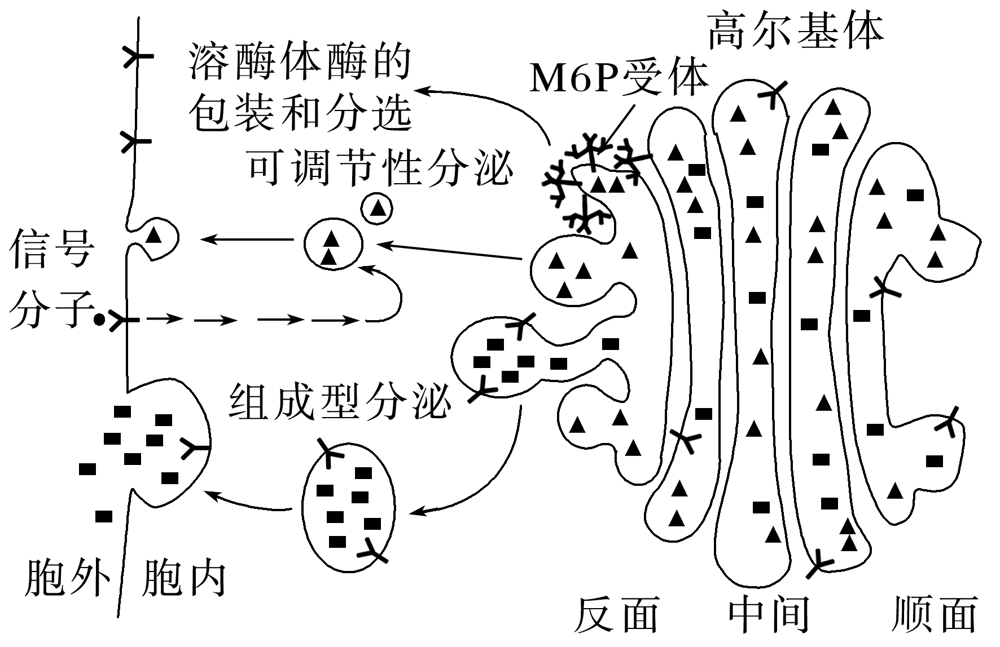 高尔基体
溶酶体酶的
包装和分选
M6P受体
可调节性分泌
信号
分子
组成型分泌
胞外
胞内
反面
中间
顺面